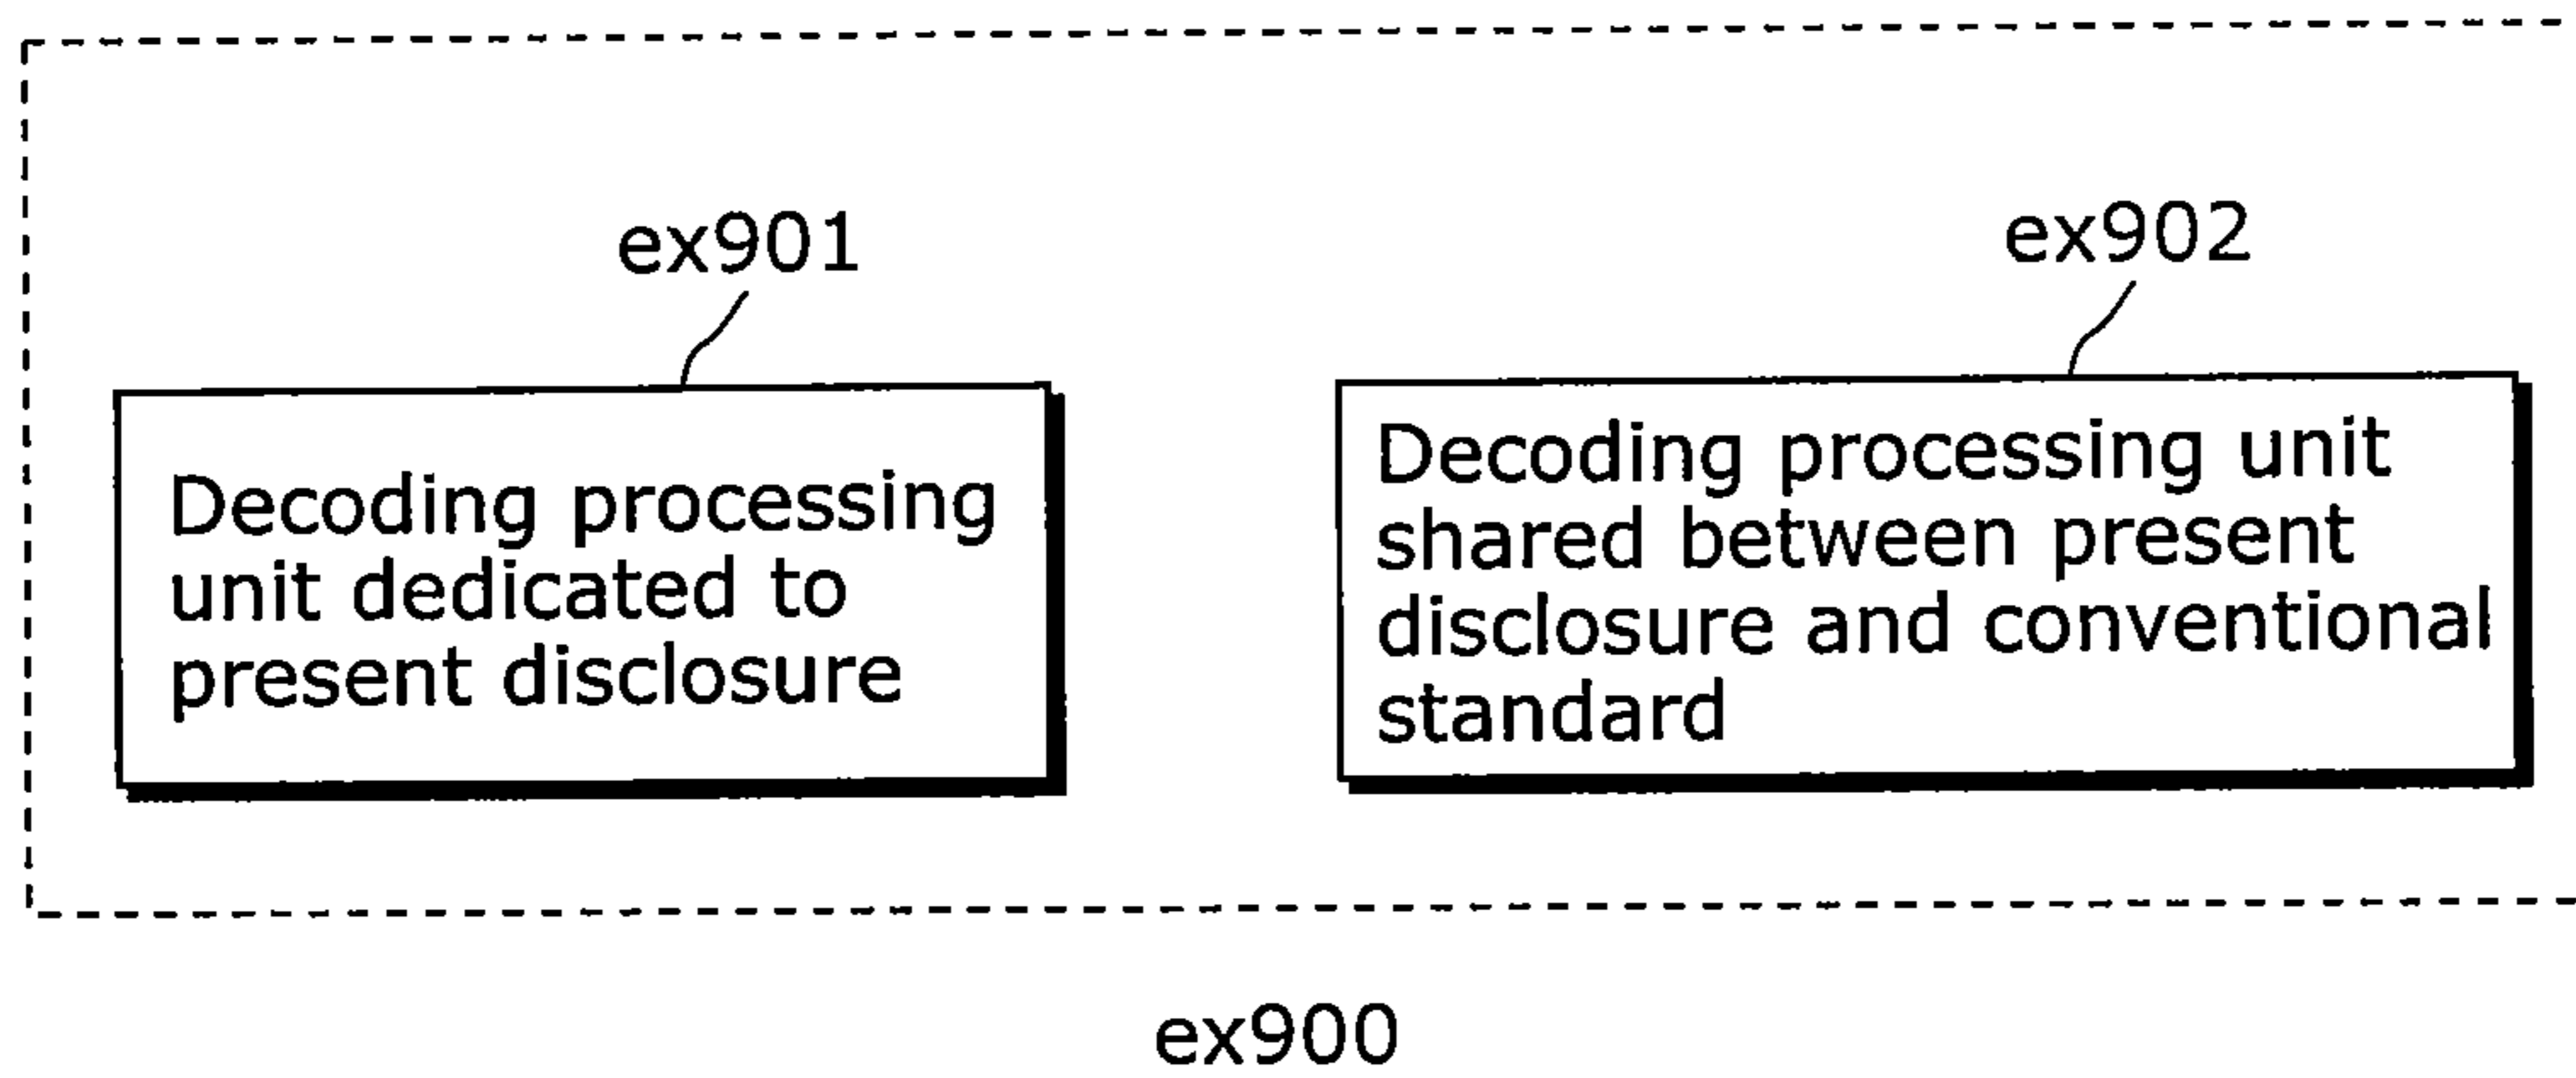 ex901
Decoding processing
unit dedicated to
present disclosure
ex902
Decoding processing unit
shared between present
disclosure and conventional
standard
ex900